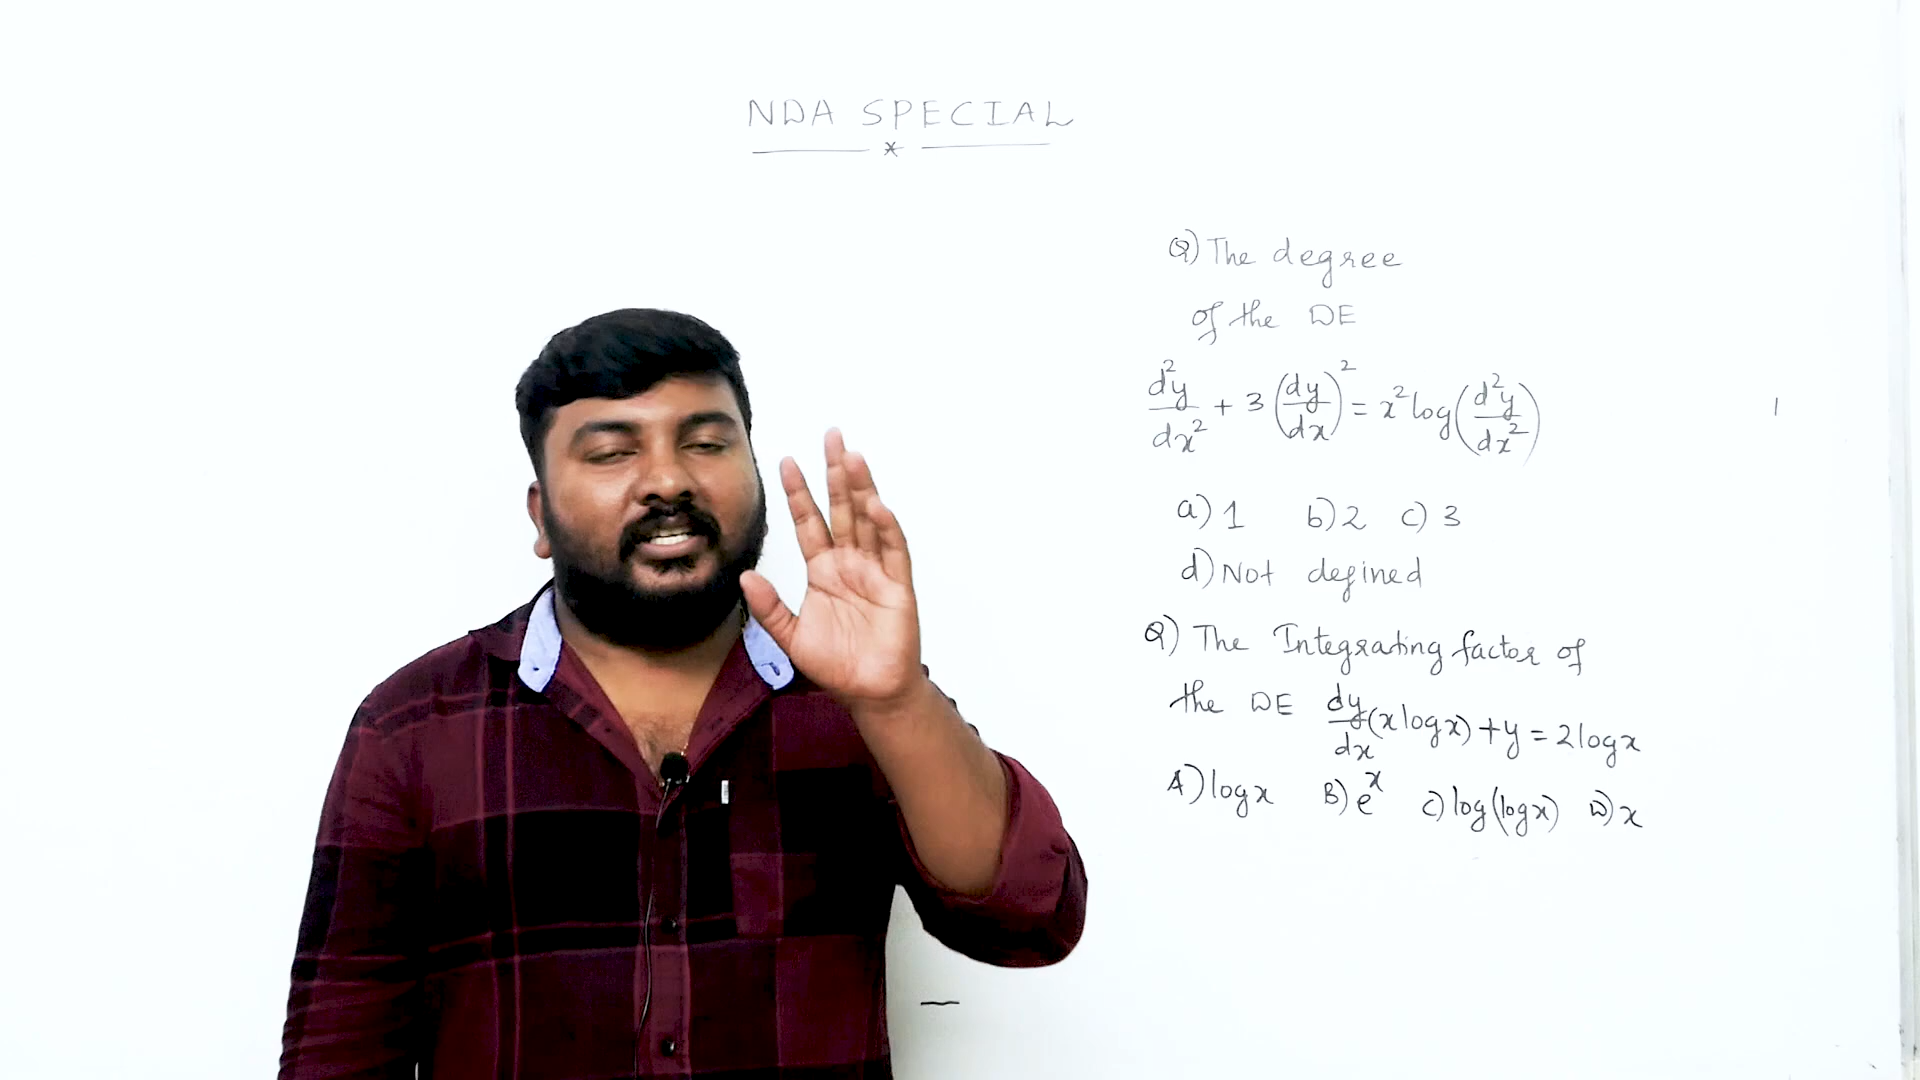 NDA SPECIAL
Q) The degree
of the DE
d²y/dx² + 3 (dy/dx)² = x² log(d²y/dx²)
a) 1 b) 2 c) 3
d) Not defined
Q) The Integrating factor of
the DE dy/dx (x log x) + y = 2 log x
A) log x B) eˣ C) log(log x) D) x